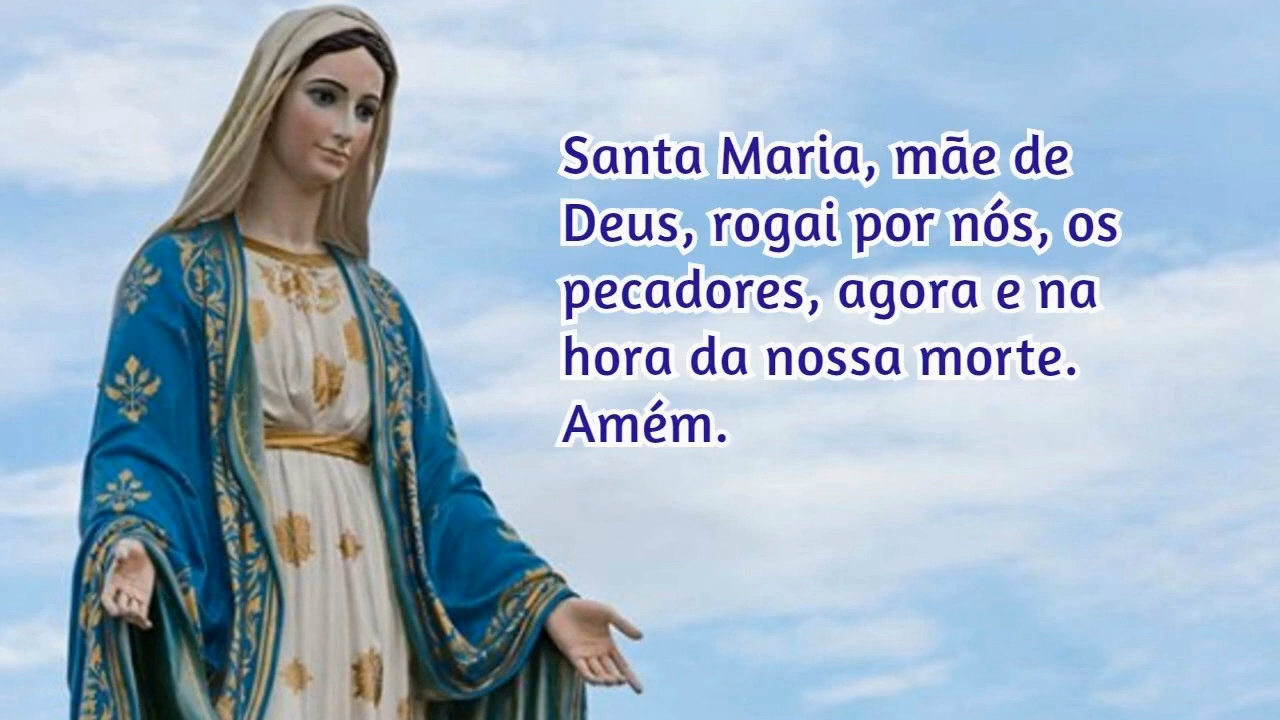 Santa Maria, mãe de
Deus, rogai por nós, os
pecadores, agora e na
hora da nossa morte.
Amém.